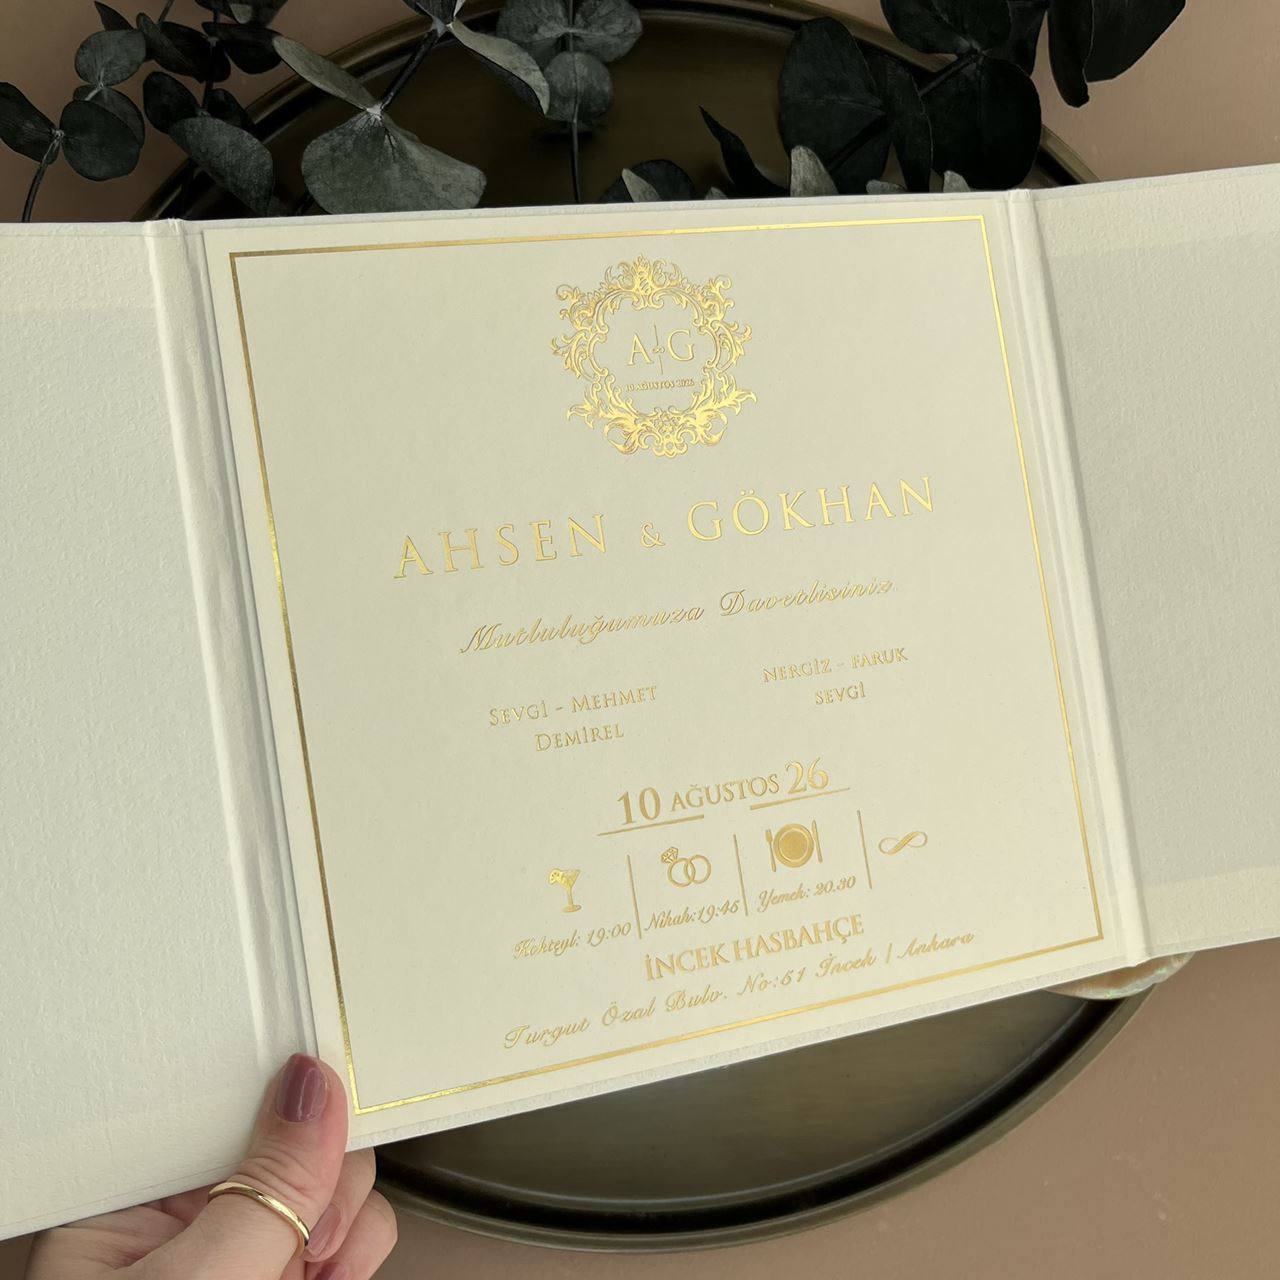 A & G
10 AĞUSTOS 2026
AHSEN & GÖKHAN
Mutluluğumuza Davetlisiniz
SEVGİ - MEHMET
DEMİREL
NERGİZ - FARUK
SEVGİ
10 AĞUSTOS 26
Kokteyl: 19:00
Nikah:19:45
Yemek: 20.30
İNCEK HASBAHÇE
Turgut Özal Bulv. No:51 İncek | Ankara